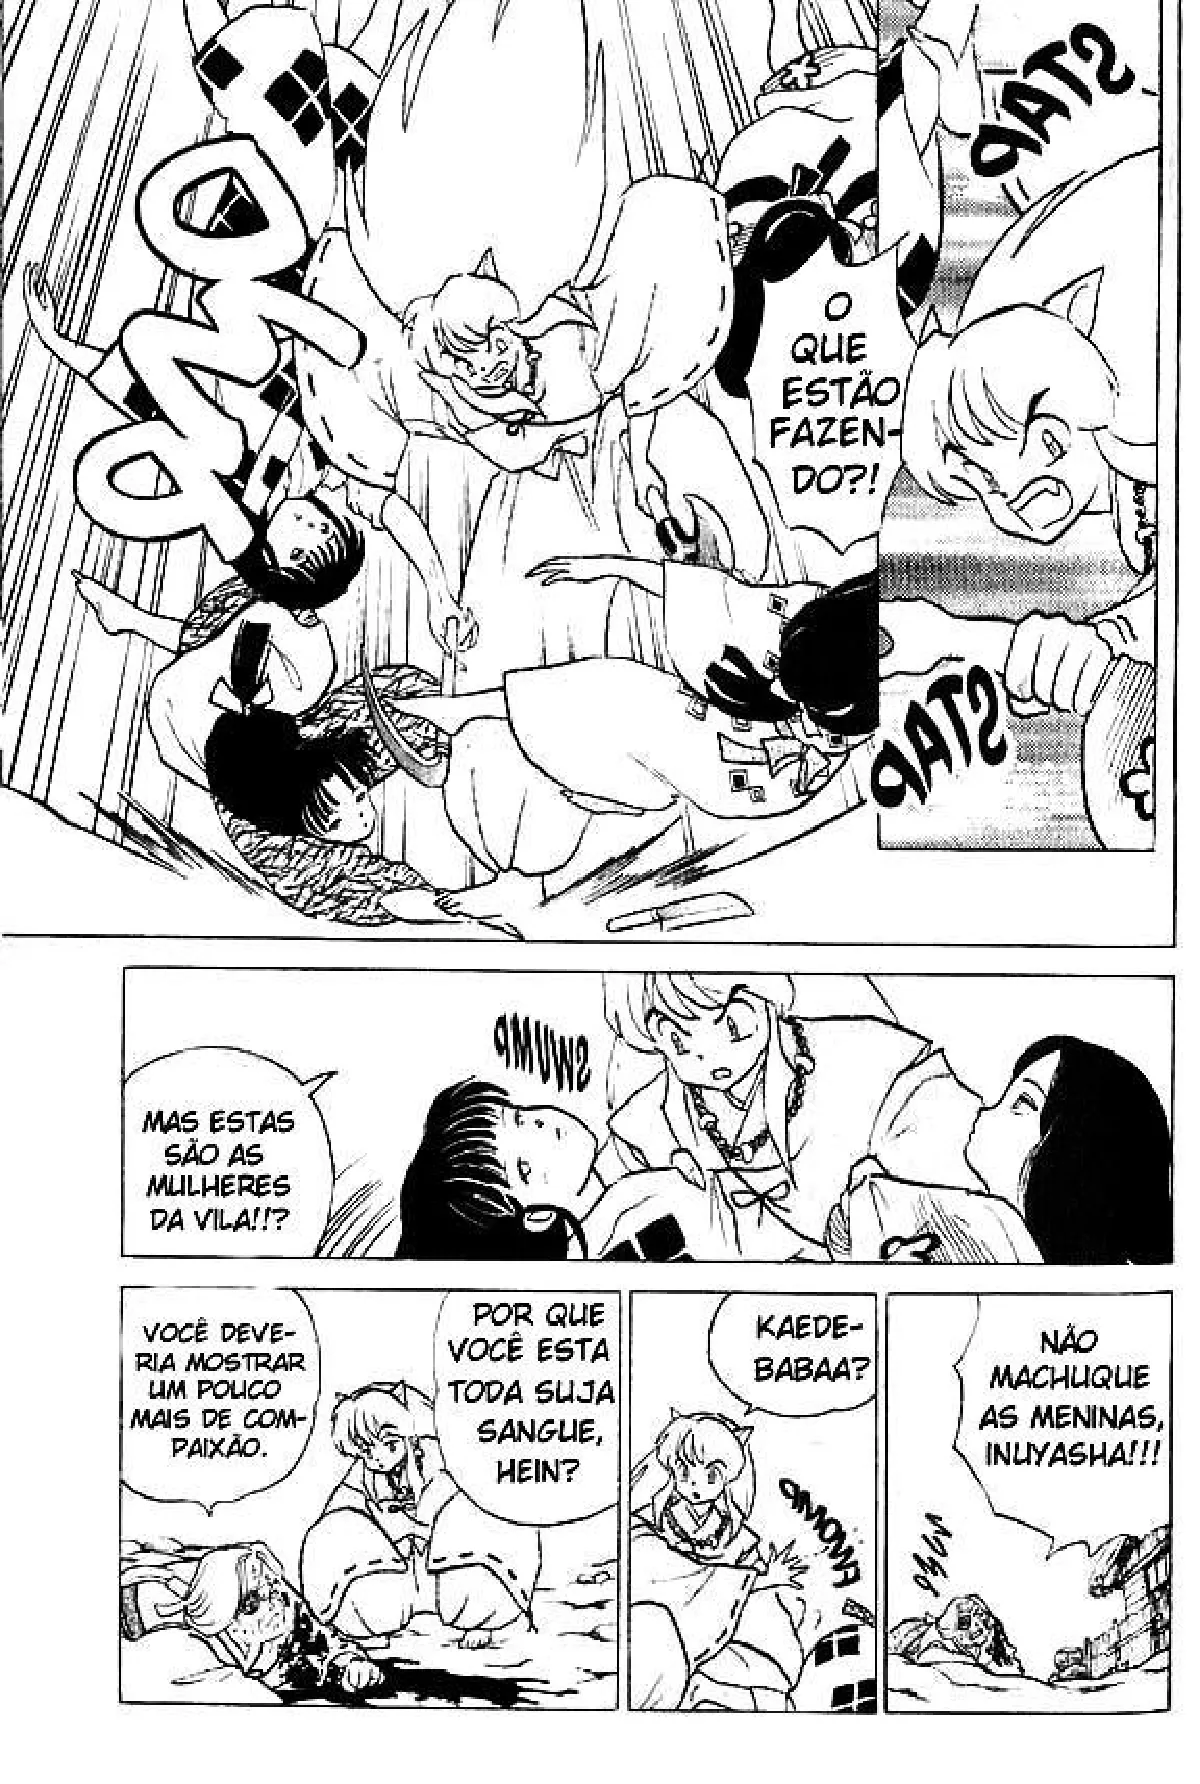 STAP
STAP
O
QUE
ESTÃO
FAZEN-
DO?!
SWUMP
MAS ESTAS
SÃO AS
MULHERES
DA VILA!!?
NÃO
MACHUQUE
AS MENINAS,
INUYASHA!!!
KAEDE-
BABAA?
POR QUE
VOCÊ ESTA
TODA SUJA
SANGUE,
HEIN?
VOCÊ DEVE-
RIA MOSTRAR
UM POUCO
MAIS DE COM-
PAIXÃO.